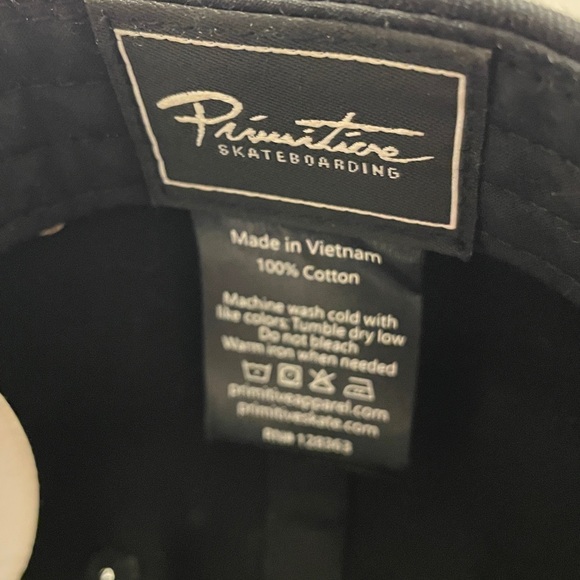 Primitive
SKATEBOARDING
Made in Vietnam
100% Cotton
Machine wash cold with
like colors. Tumble dry low
Do not bleach
Warm iron when needed
primitiveapparel.com
primitiveskate.com